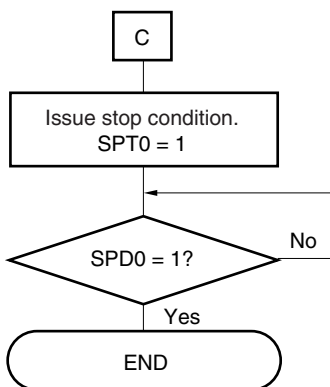 C
Issue stop condition.
SPT0 = 1
SPD0 = 1?
No
Yes
END